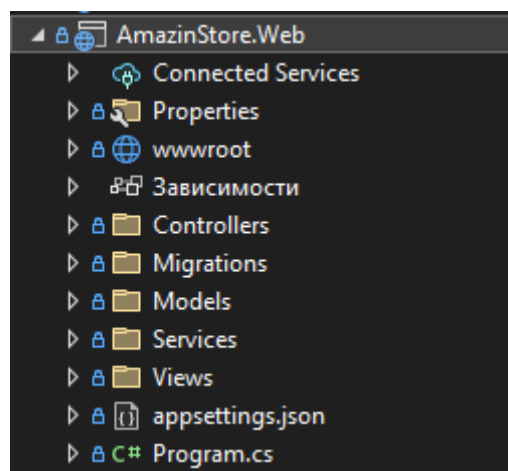 AmazinStore.Web
Connected Services
Properties
wwwroot
Зависимости
Controllers
Migrations
Models
Services
Views
appsettings.json
C# Program.cs